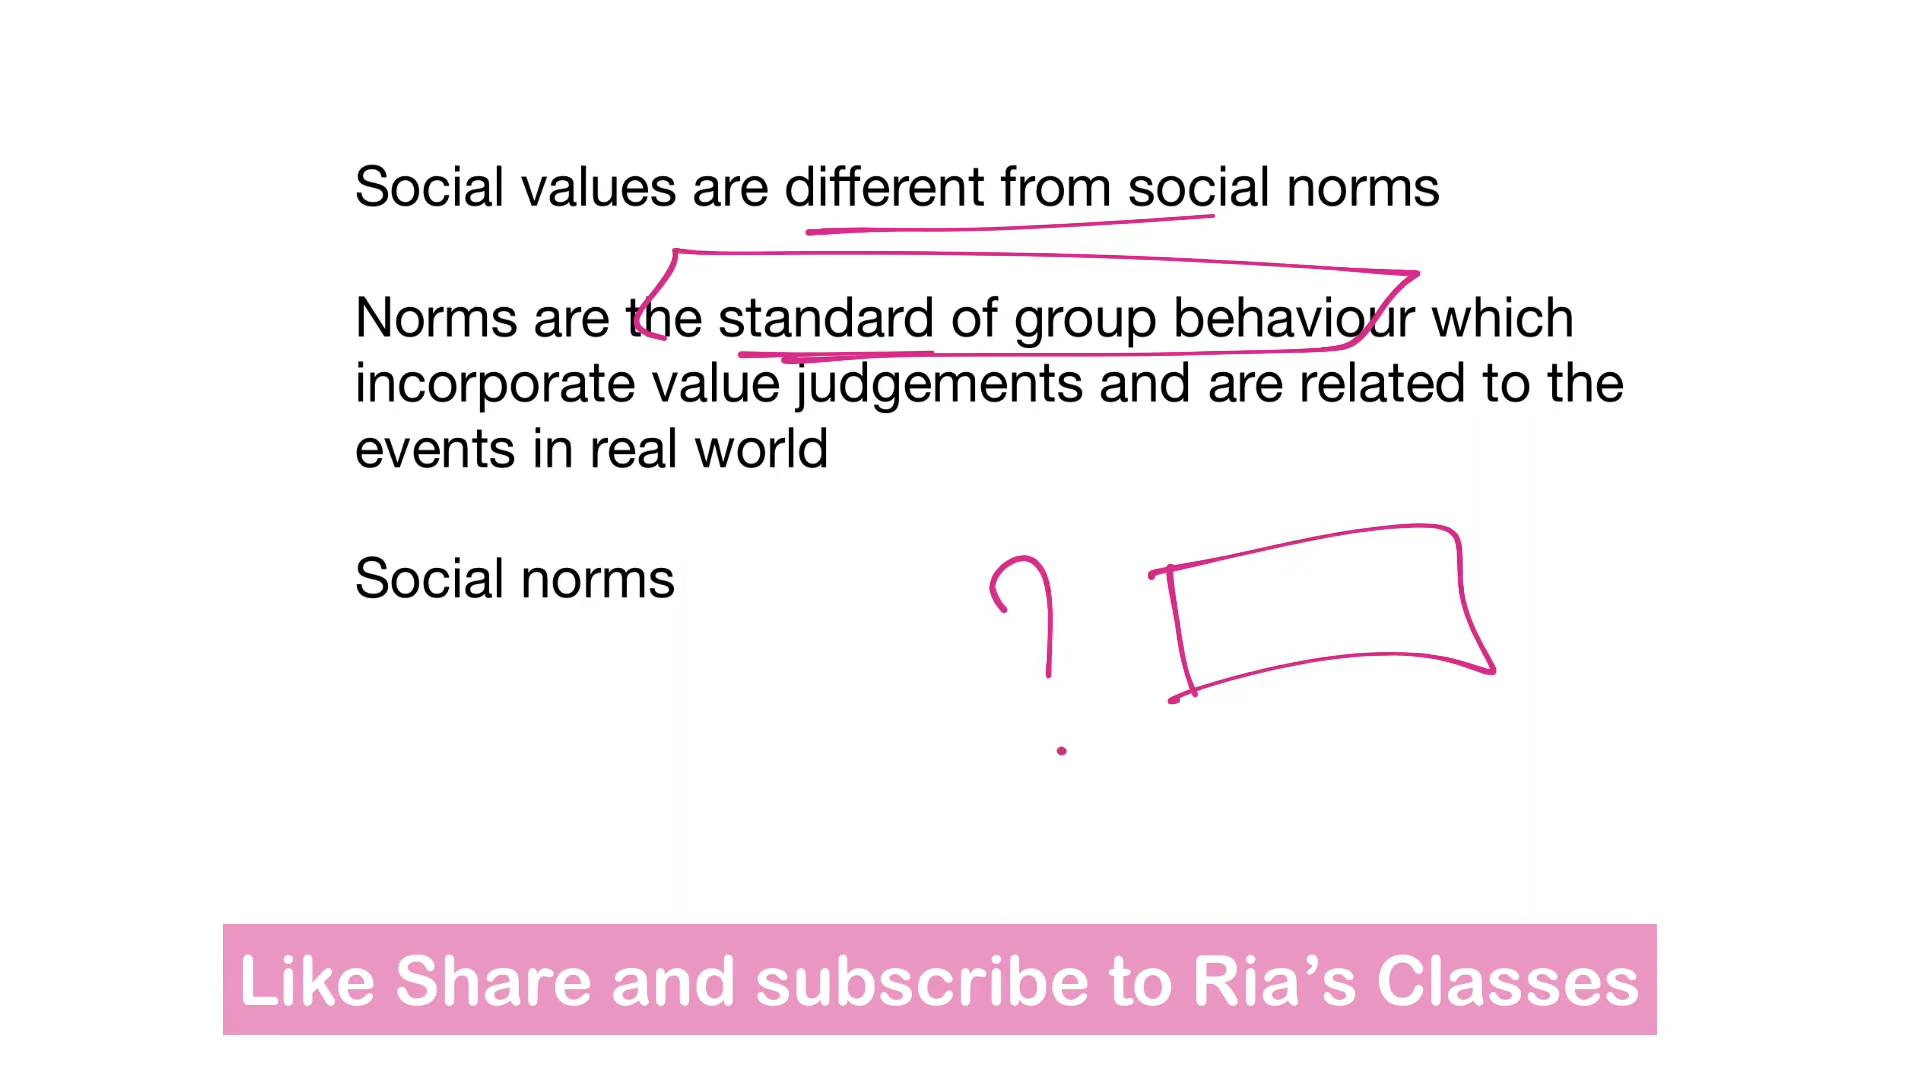 Social values are different from social norms
Norms are the standard of group behaviour which
incorporate value judgements and are related to the
events in real world
Social norms
?
Like Share and subscribe to Ria’s Classes